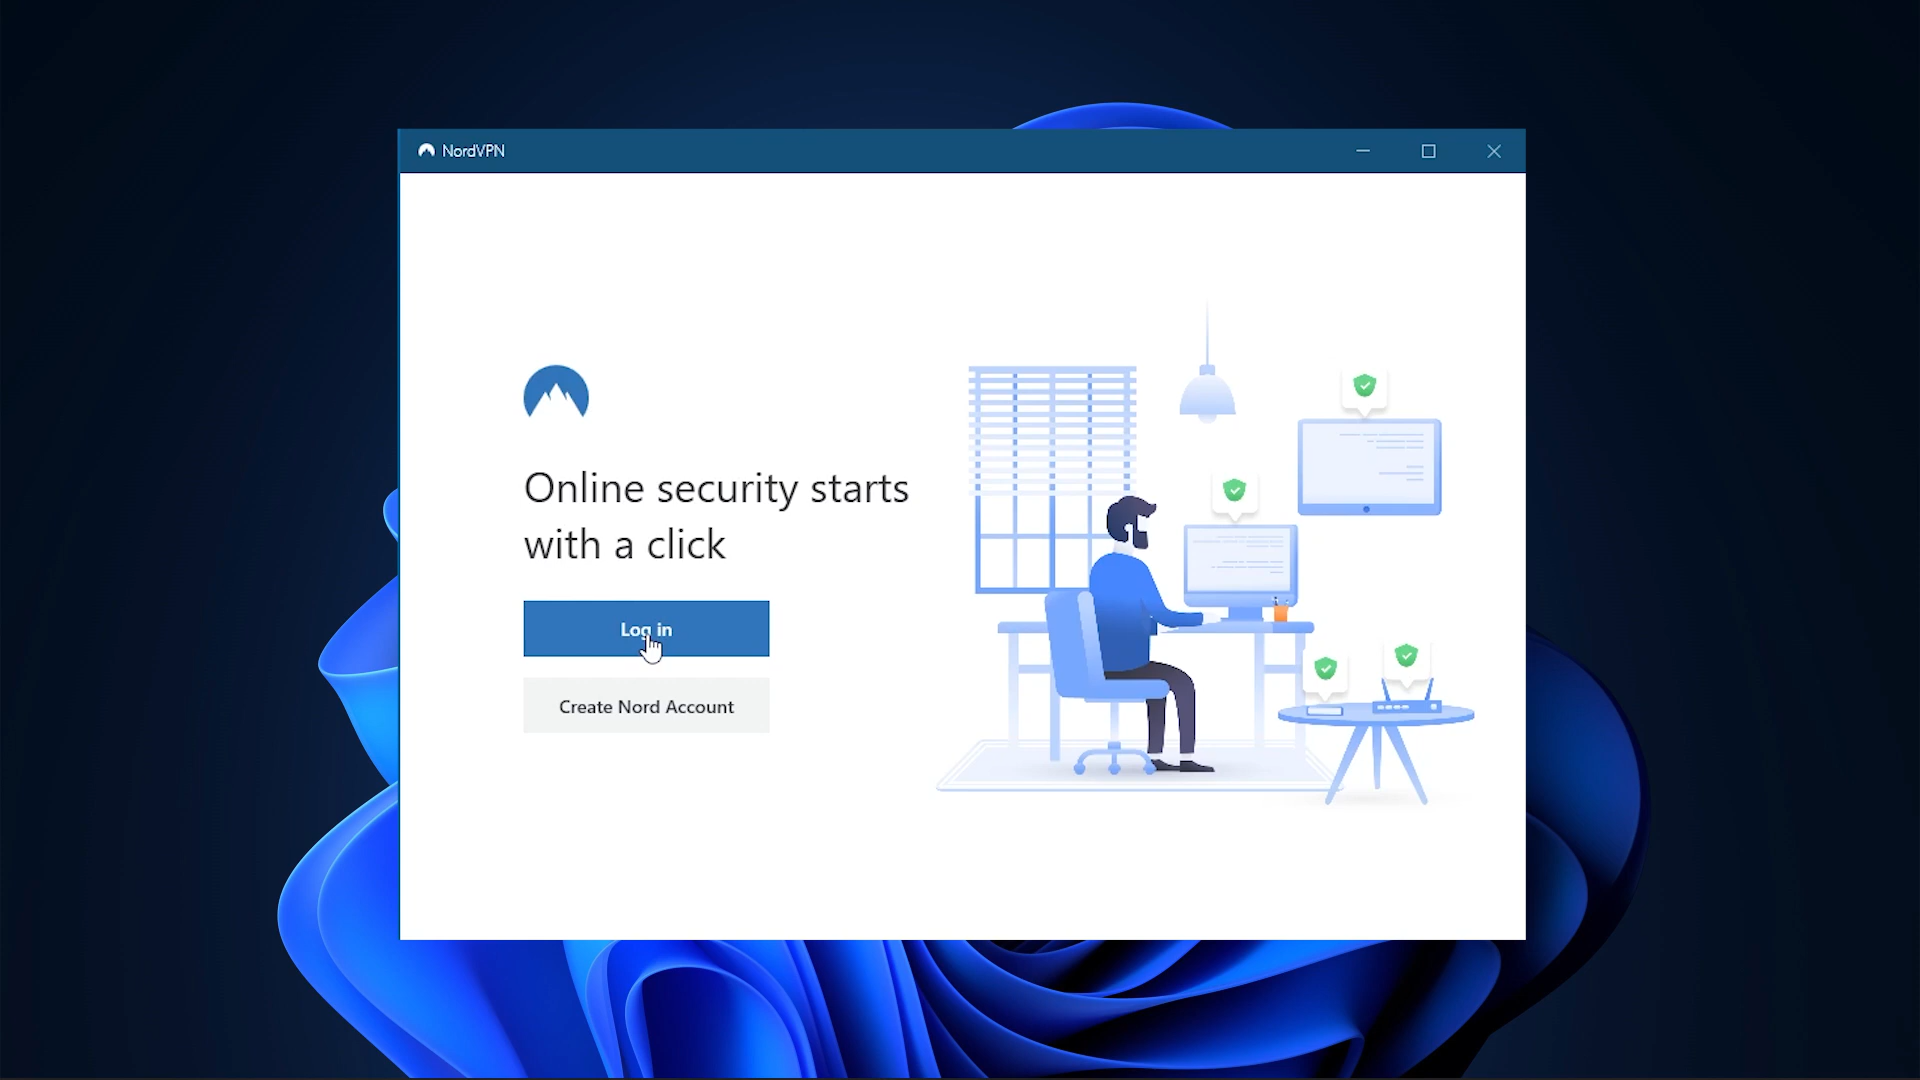 NordVPN
Online security starts
with a click
Log in
Create Nord Account